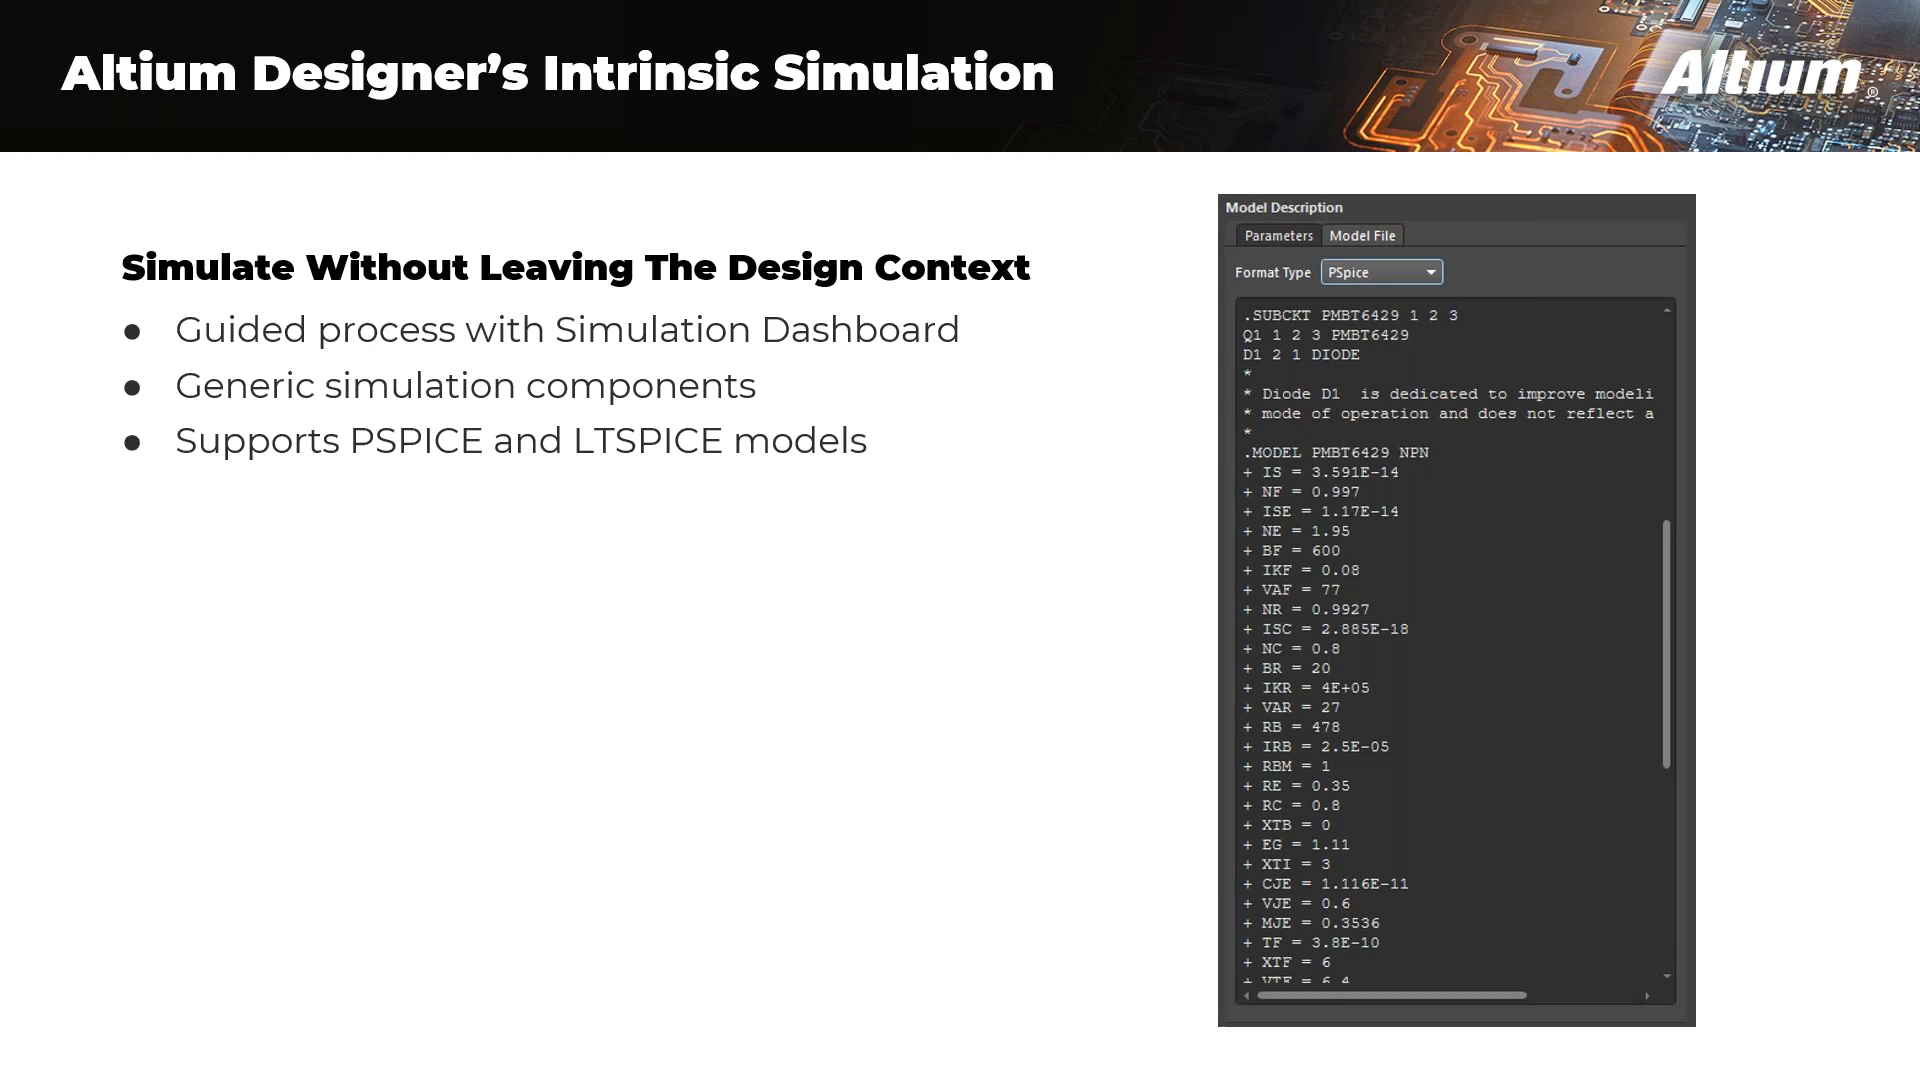 Altium Designer’s Intrinsic Simulation
Altium®
Simulate Without Leaving The Design Context
● Guided process with Simulation Dashboard
● Generic simulation components
● Supports PSPICE and LTSPICE models
Model Description
Parameters Model File
Format Type PSpice
.SUBCKT PMBT6429 1 2 3
Q1 1 2 3 PMBT6429
D1 2 1 DIODE
*
* Diode D1  is dedicated to improve modeli
* mode of operation and does not reflect a
*
.MODEL PMBT6429 NPN
+ IS = 3.591E-14
+ NF = 0.997
+ ISE = 1.17E-14
+ NE = 1.95
+ BF = 600
+ IKF = 0.08
+ VAF = 77
+ NR = 0.9927
+ ISC = 2.885E-18
+ NC = 0.8
+ BR = 20
+ IKR = 4E+05
+ VAR = 27
+ RB = 478
+ IRB = 2.5E-05
+ RBM = 1
+ RE = 0.35
+ RC = 0.8
+ XTB = 0
+ EG = 1.11
+ XTI = 3
+ CJE = 1.116E-11
+ VJE = 0.6
+ MJE = 0.3536
+ TF = 3.8E-10
+ XTF = 6
+ VTF = 6.4